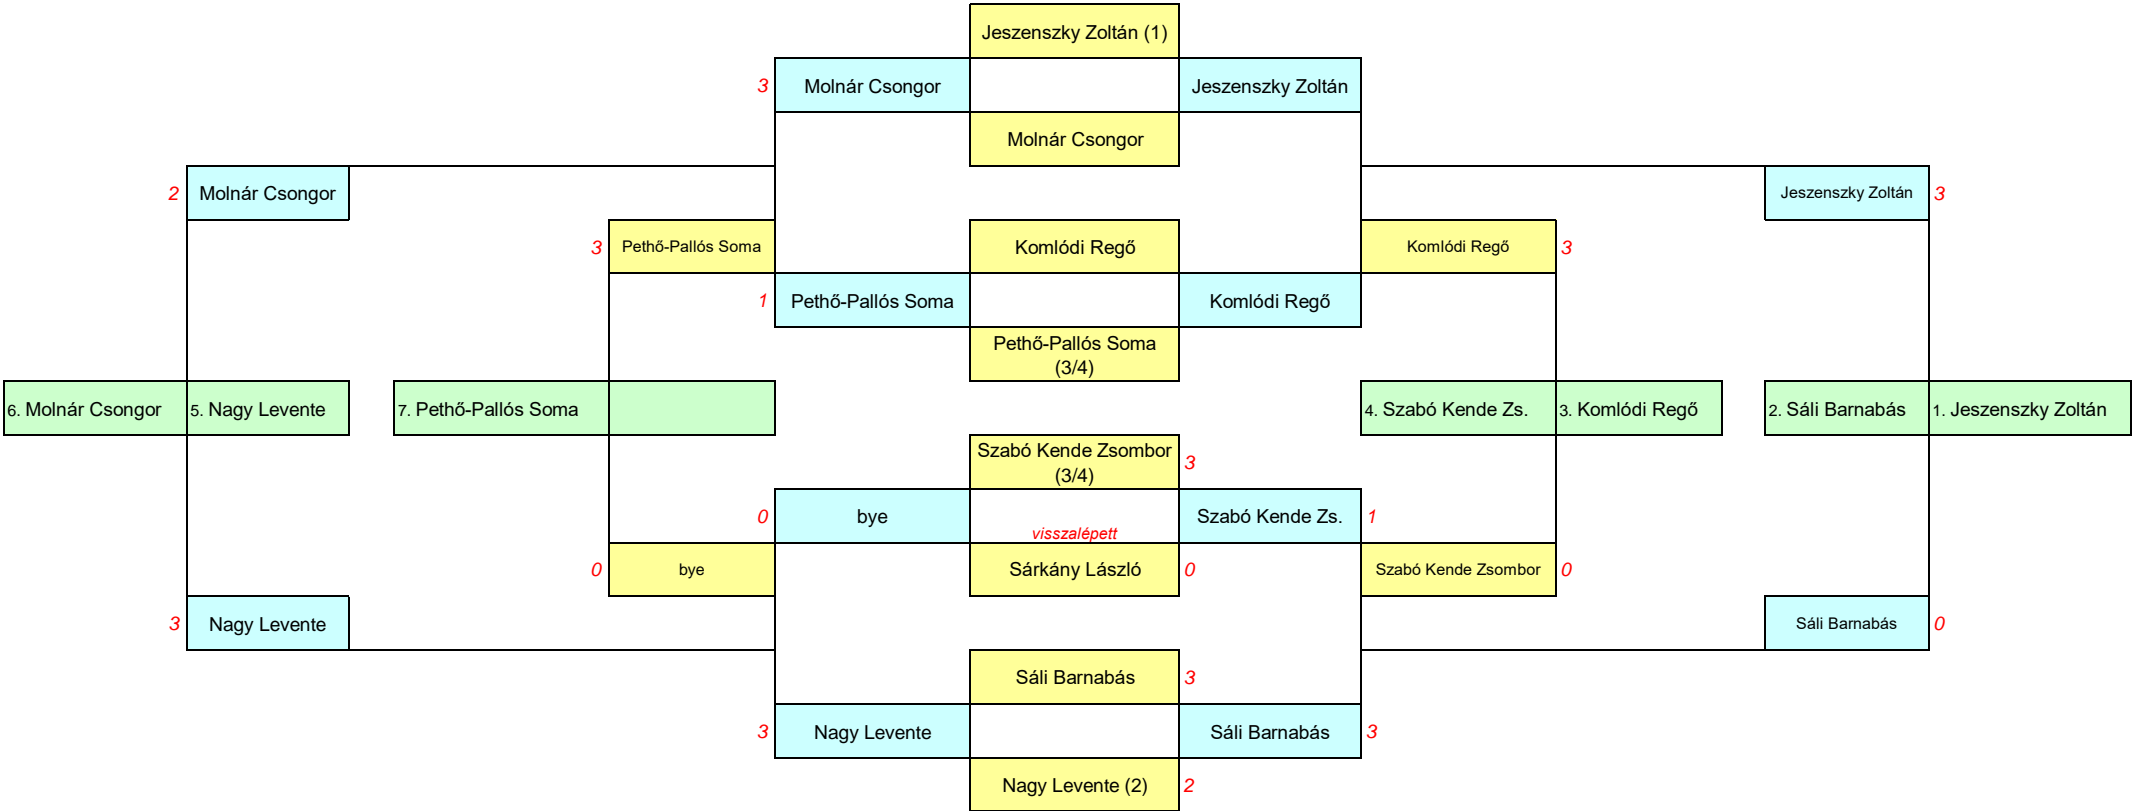 Jeszenszky Zoltán (1)
3 Molnár Csongor Jeszenszky Zoltán
Molnár Csongor
2 Molnár Csongor Jeszenszky Zoltán 3
3 Pethő-Pallós Soma Komlódi Regő Komlódi Regő 3
1 Pethő-Pallós Soma Komlódi Regő
Pethő-Pallós Soma
(3/4)
6. Molnár Csongor 5. Nagy Levente 7. Pethő-Pallós Soma 4. Szabó Kende Zs. 3. Komlódi Regő 2. Sáli Barnabás 1. Jeszenszky Zoltán
Szabó Kende Zsombor
(3/4) 3
0 bye Szabó Kende Zs. 1
visszalépett
0 bye Sárkány László 0 Szabó Kende Zsombor 0
3 Nagy Levente Sáli Barnabás 0
Sáli Barnabás 3
3 Nagy Levente Sáli Barnabás 3
Nagy Levente (2) 2